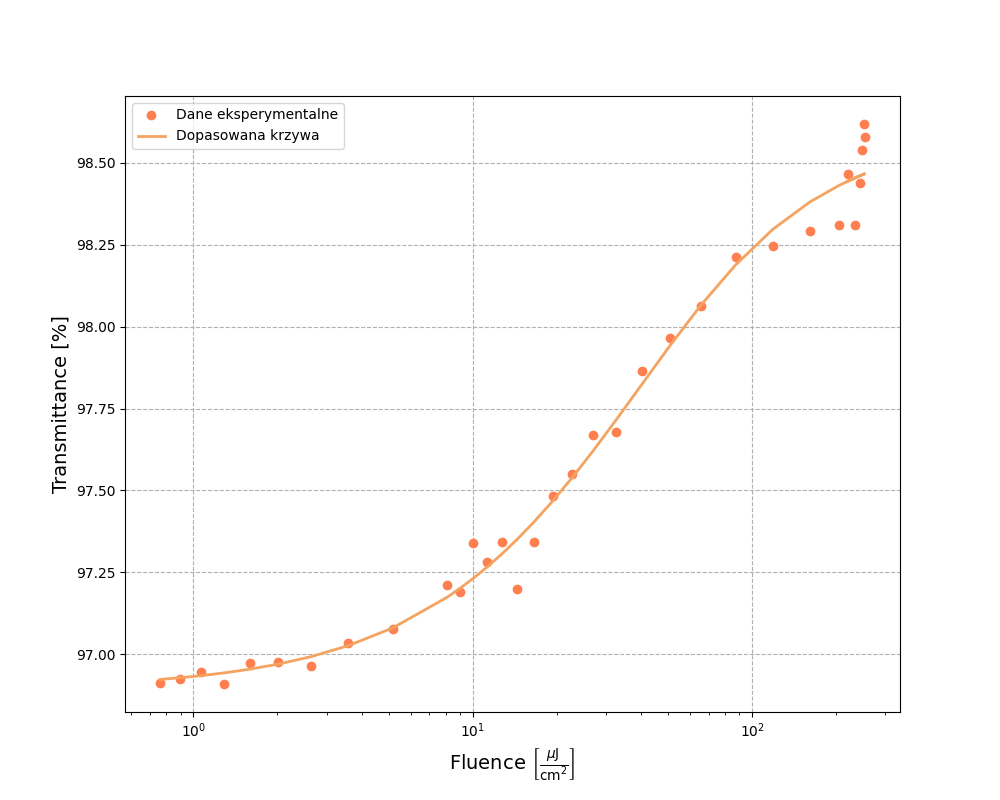 Dane eksperymentalne
Dopasowana krzywa
98.50
98.25
98.00
97.75
97.50
97.25
97.00
Transmittance [%]
10⁰
10¹
10²
Fluence [μJ/cm²]